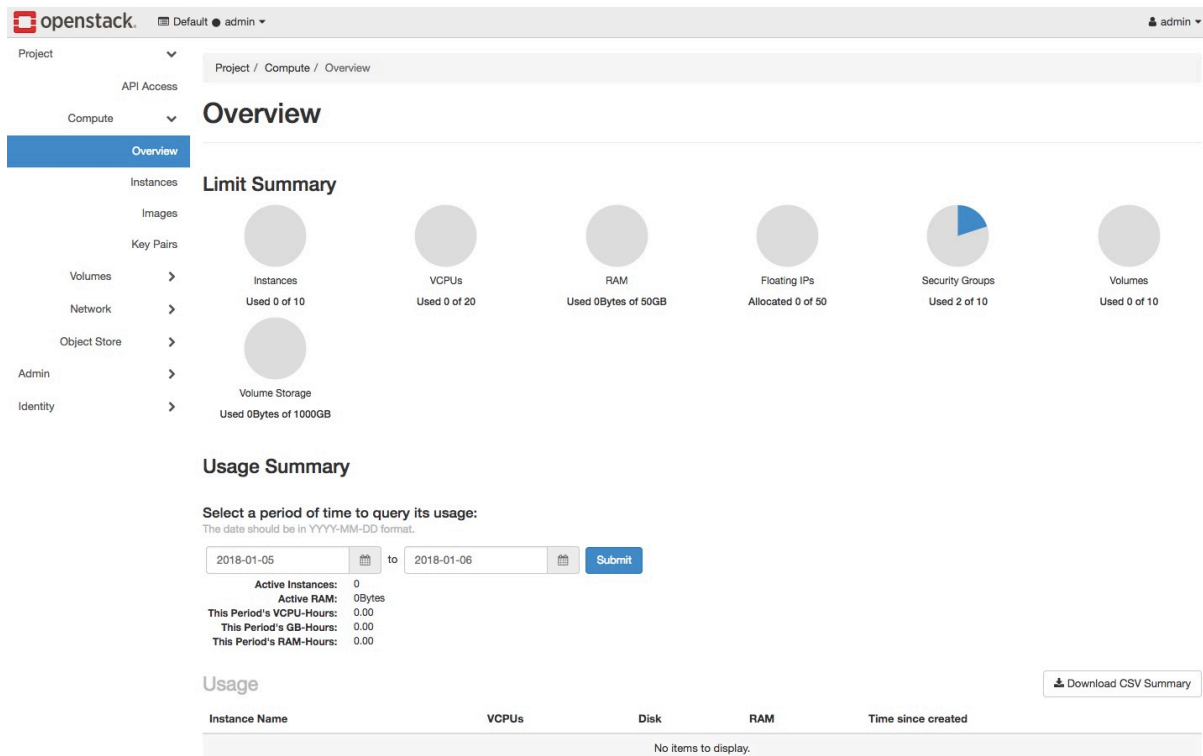 openstack. Default ● admin admin
Project
API Access
Compute
Overview
Instances
Images
Key Pairs
Volumes
Network
Object Store
Admin
Identity
Project / Compute / Overview
Overview
Limit Summary
Instances
Used 0 of 10
VCPUs
Used 0 of 20
RAM
Used 0Bytes of 50GB
Floating IPs
Allocated 0 of 50
Security Groups
Used 2 of 10
Volumes
Used 0 of 10
Volume Storage
Used 0Bytes of 1000GB
Usage Summary
Select a period of time to query its usage:
The date should be in YYYY-MM-DD format.
2018-01-05 to 2018-01-06 Submit
Active Instances: 0
Active RAM: 0Bytes
This Period's VCPU-Hours: 0.00
This Period's GB-Hours: 0.00
This Period's RAM-Hours: 0.00
Usage Download CSV Summary
Instance Name VCPUs Disk RAM Time since created
No items to display.